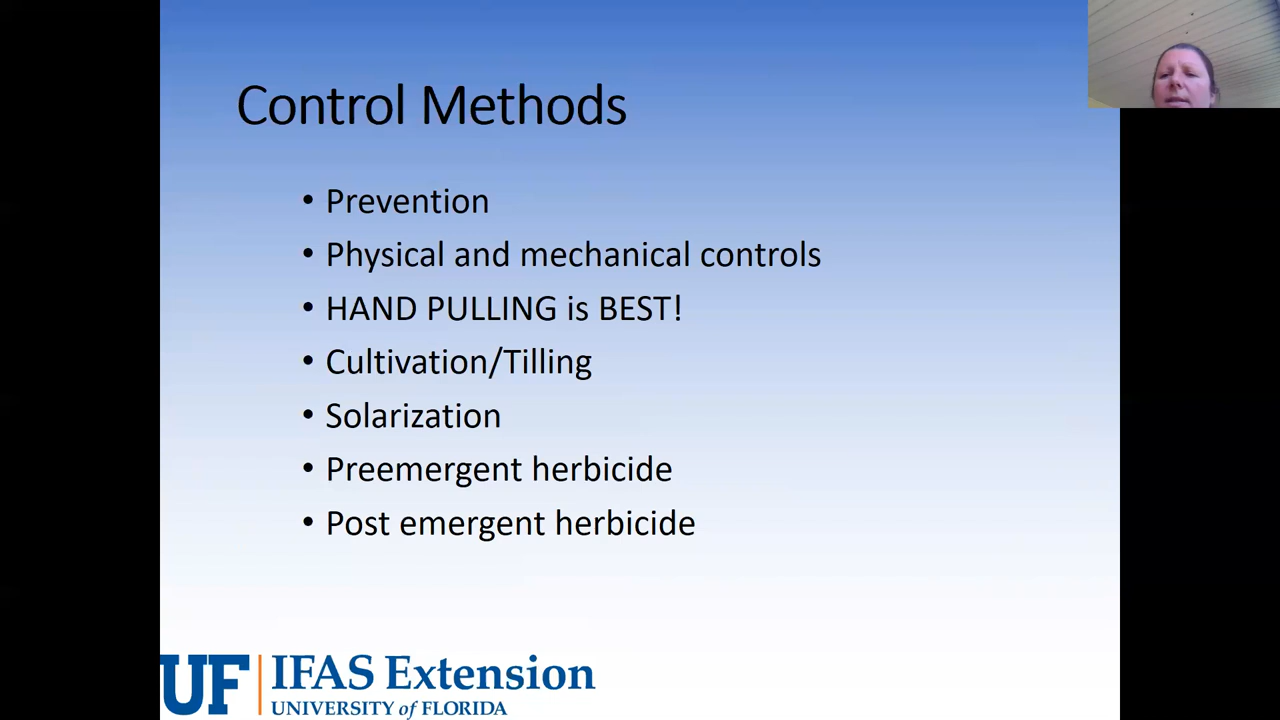 Control Methods
• Prevention
• Physical and mechanical controls
• HAND PULLING is BEST!
• Cultivation/Tilling
• Solarization
• Preemergent herbicide
• Post emergent herbicide
UF IFAS Extension
UNIVERSITY of FLORIDA